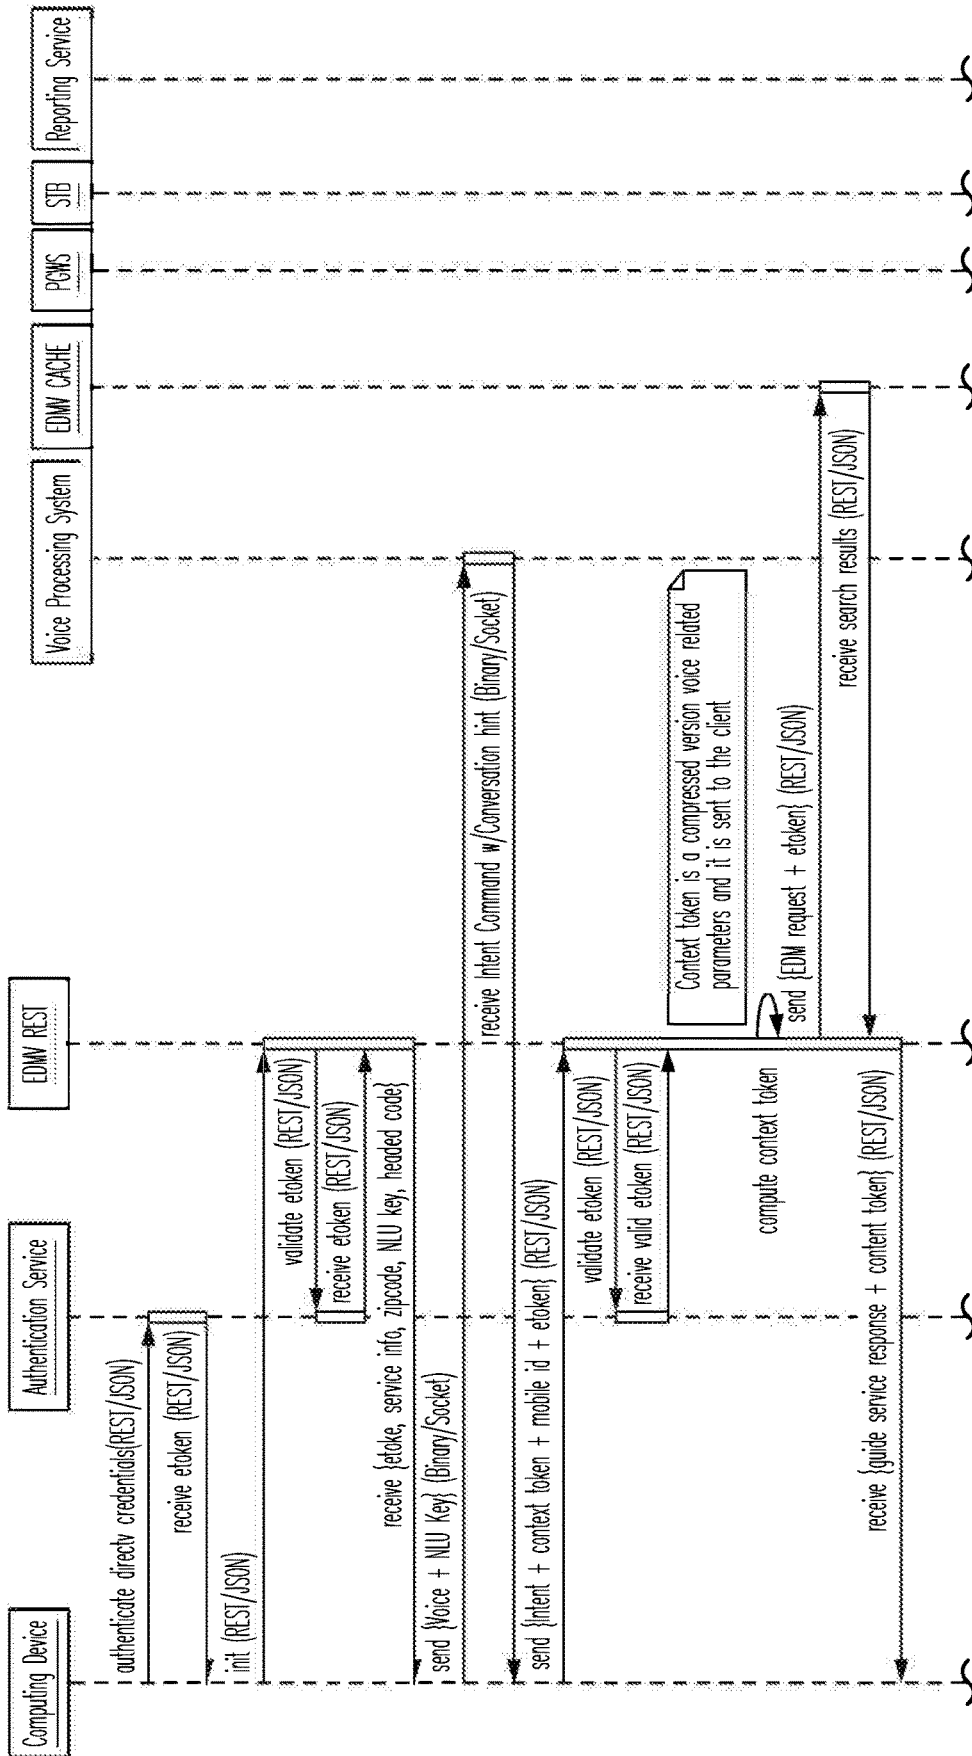 Computing Device
Authentication Service
EDMV REST
Voice Processing System
EDMV CACHE
PGWS
STB
Reporting Service
authenticate directv credentials(REST/JSON)
receive etoken (REST/JSON)
init (REST/JSON)
validate etoken (REST/JSON)
receive etoken (REST/JSON)
receive {etoke, service info, zipcode, NLU key, headed code}
send {Voice + NLU Key} (Binary/Socket)
receive Intent Command w/Conversation hint (Binary/Socket)
send {Intent + context token + mobile id + etoken} (REST/JSON)
validate etoken (REST/JSON)
receive valid etoken (REST/JSON)
Context token is a compressed version voice related
parameters and it is sent to the client
compute context token
send {EDM request + etoken} (REST/JSON)
receive search results (REST/JSON)
receive {guide service response + content token} (REST/JSON)